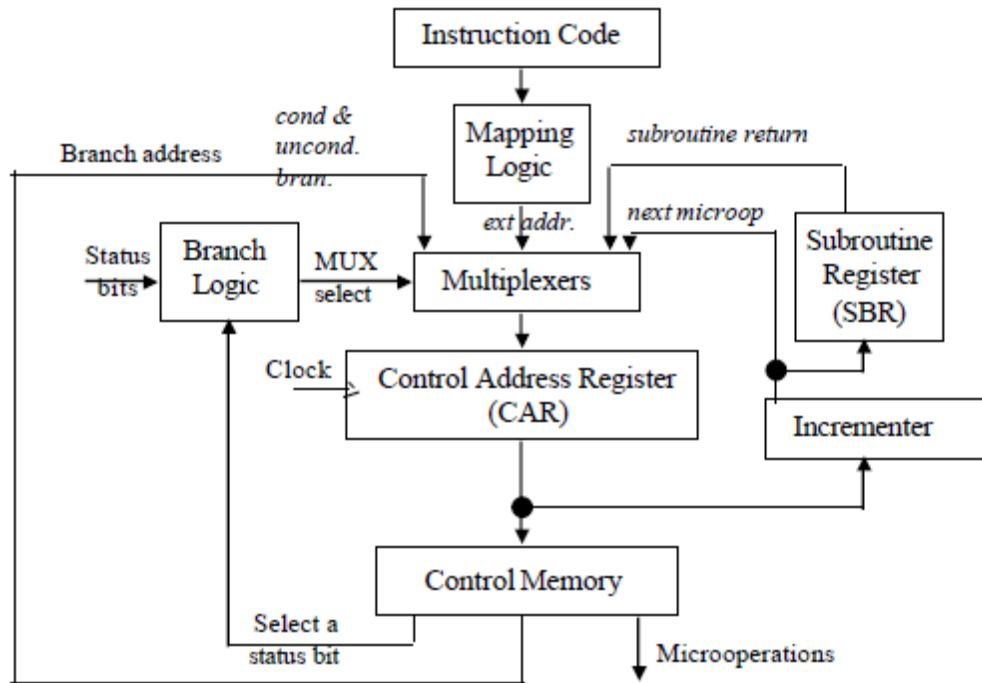 Instruction Code
cond &
uncond.
bran.
Mapping
Logic
subroutine return
Branch address
ext addr.
next microop
Status
bits
Branch
Logic
MUX
select
Multiplexers
Subroutine
Register
(SBR)
Clock
Control Address Register
(CAR)
Incrementer
Control Memory
Select a
status bit
Microoperations